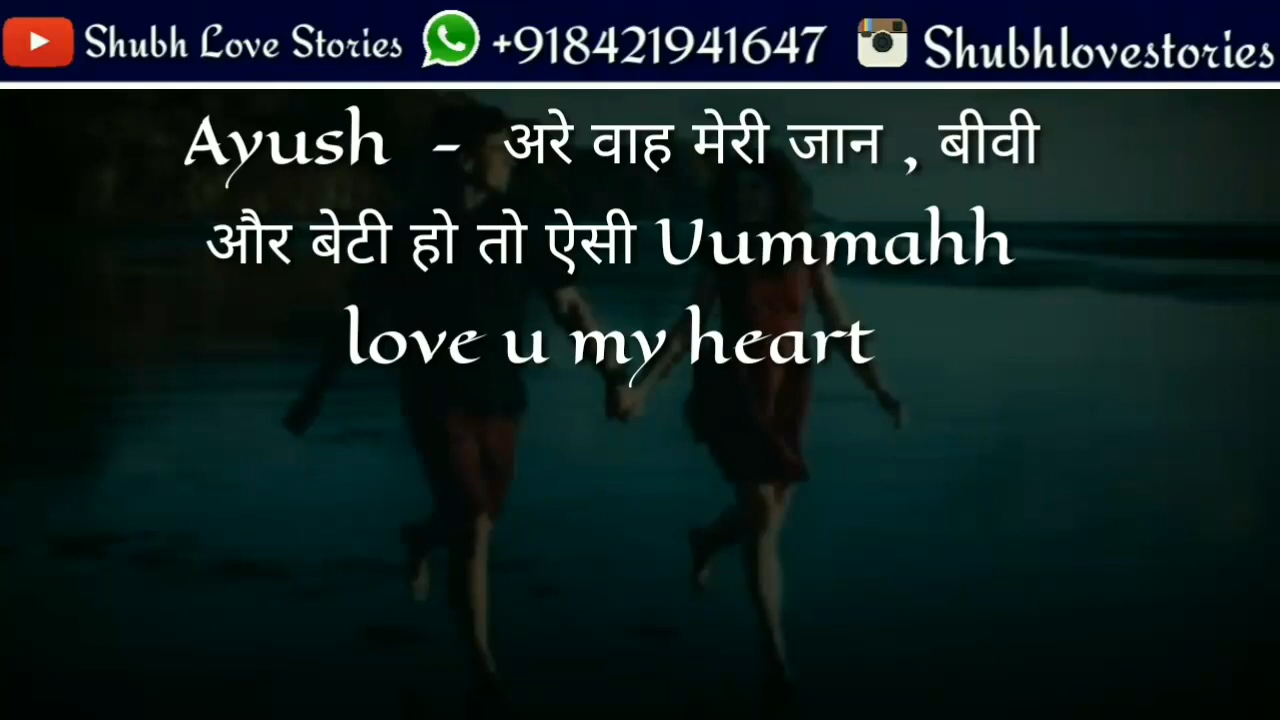 Shubh Love Stories +918421941647 Shubhlovestories
Ayush - अरे वाह मेरी जान , बीवी
और बेटी हो तो ऐसी Uummahh
love u my heart